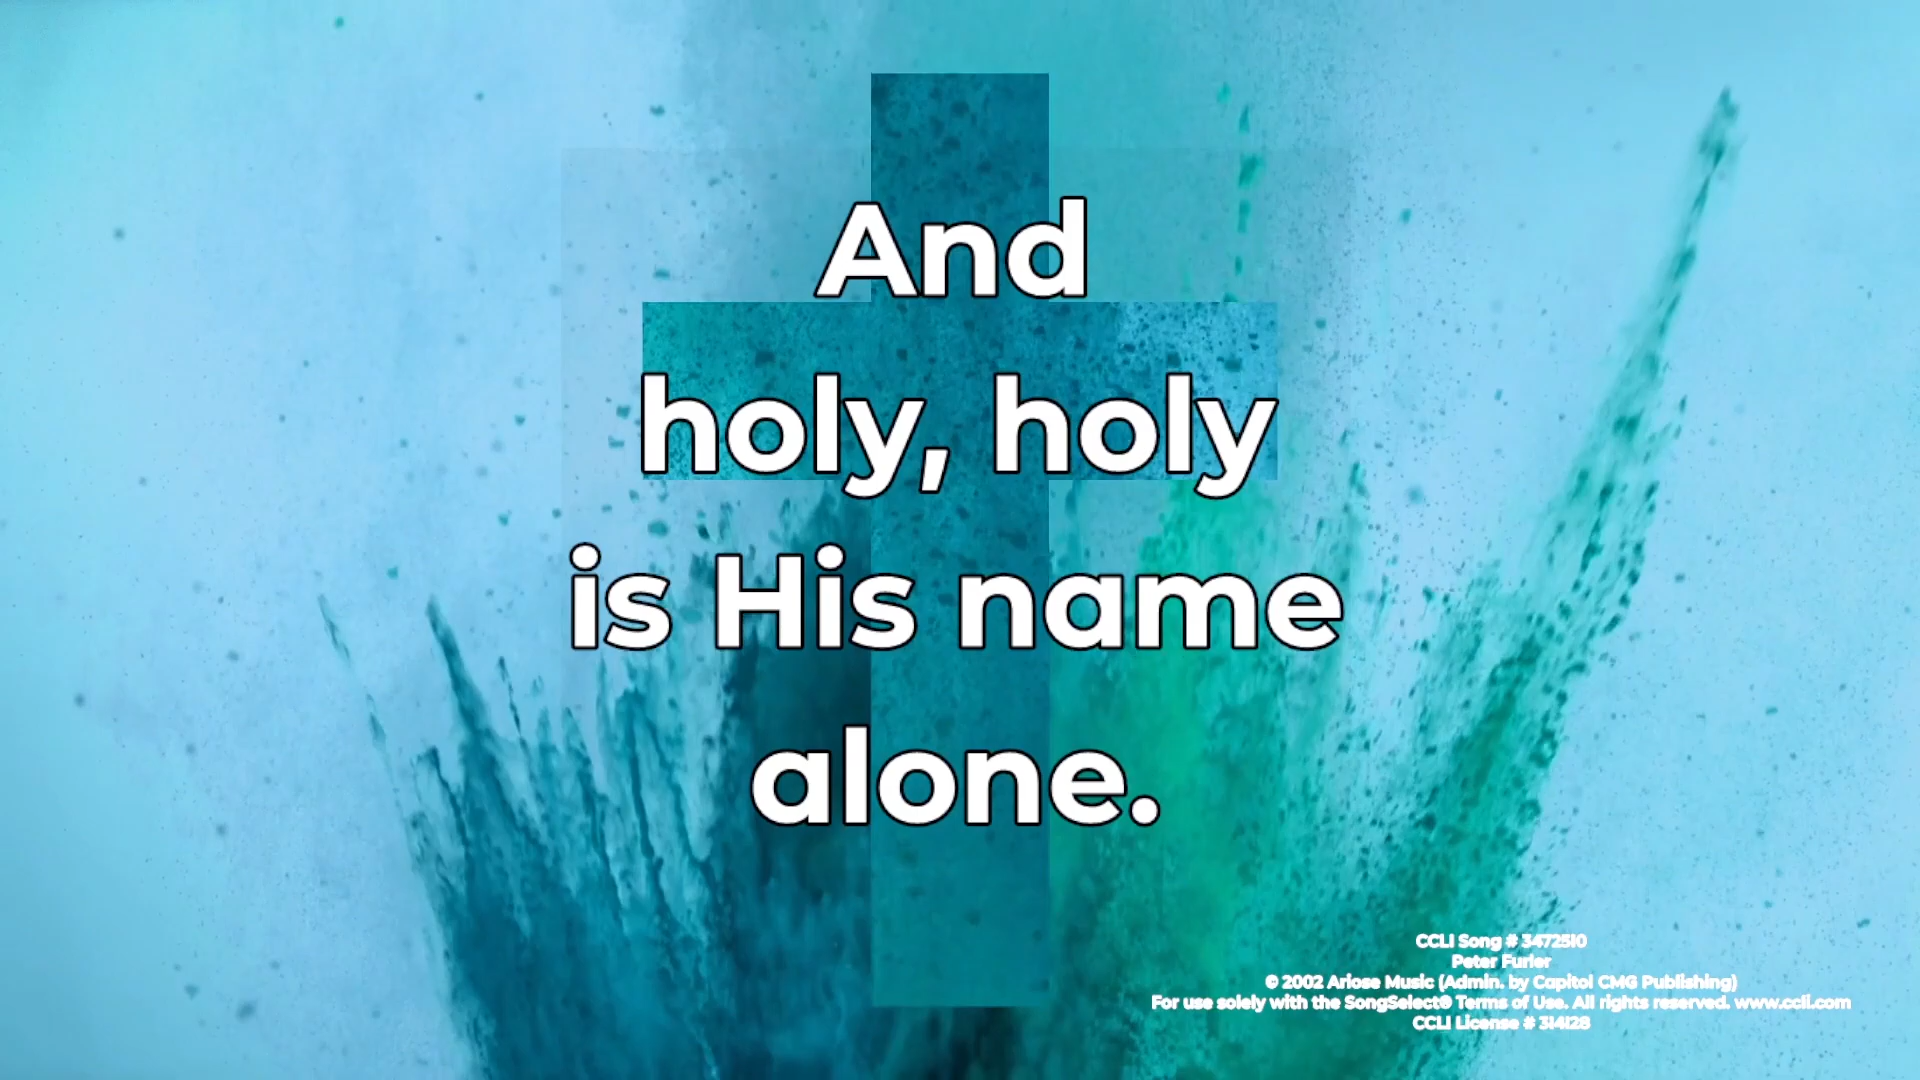 And
holy, holy
is His name
alone.
CCLI Song # 3472510
Peter Furler
© 2002 Ariose Music (Admin. by Capitol CMG Publishing)
For use solely with the SongSelect® Terms of Use. All rights reserved. www.ccli.com
CCLI License # 314128